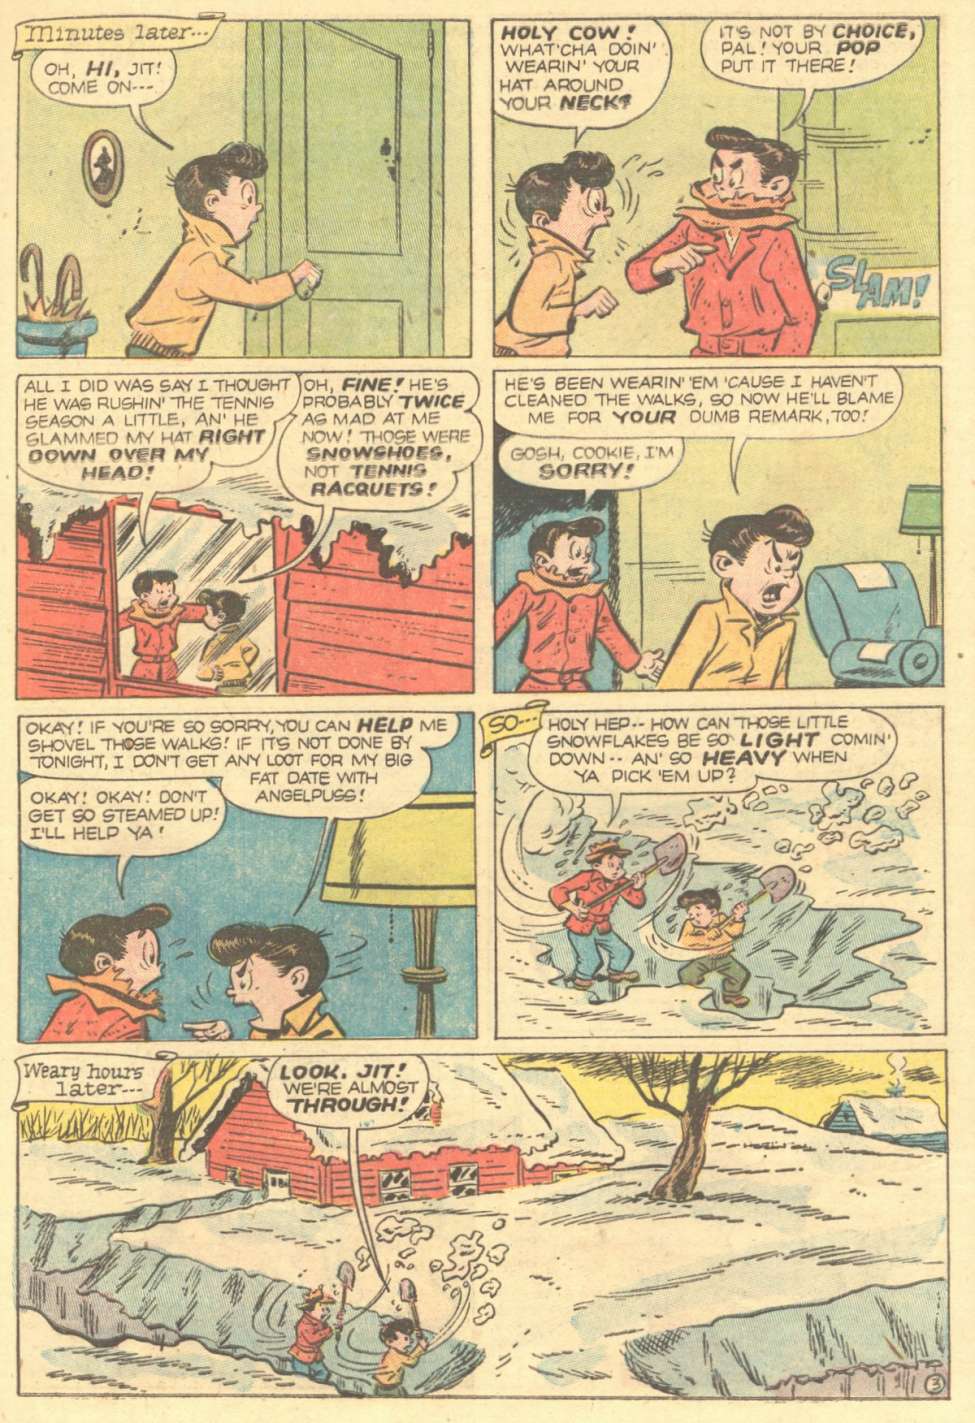 Minutes later...
OH, HI, JIT!
COME ON---
HOLY COW!
WHAT'CHA DOIN'
WEARIN' YOUR
HAT AROUND
YOUR NECK?
IT'S NOT BY CHOICE,
PAL! YOUR POP
PUT IT THERE!
SLAM!
ALL I DID WAS SAY I THOUGHT
HE WAS RUSHIN' THE TENNIS
SEASON A LITTLE, AN' HE
SLAMMED MY HAT RIGHT
DOWN OVER MY
HEAD!
OH, FINE! HE'S
PROBABLY TWICE
AS MAD AT ME
NOW! THOSE WERE
SNOWSHOES,
NOT TENNIS
RACQUETS!
HE'S BEEN WEARIN' 'EM 'CAUSE I HAVEN'T
CLEANED THE WALKS, SO NOW HE'LL BLAME
ME FOR YOUR DUMB REMARK, TOO!
GOSH, COOKIE, I'M
SORRY!
OKAY! IF YOU'RE SO SORRY, YOU CAN HELP ME
SHOVEL THOSE WALKS! IF IT'S NOT DONE BY
TONIGHT, I DON'T GET ANY LOOT FOR MY BIG
FAT DATE WITH
ANGELPUSS!
OKAY! OKAY! DON'T
GET SO STEAMED UP!
I'LL HELP YA!
SO---
HOLY HEP-- HOW CAN THOSE LITTLE
SNOWFLAKES BE SO LIGHT COMIN'
DOWN -- AN' SO HEAVY WHEN
YA PICK 'EM UP?
Weary hours
later---
LOOK, JIT!
WE'RE ALMOST
THROUGH!
3